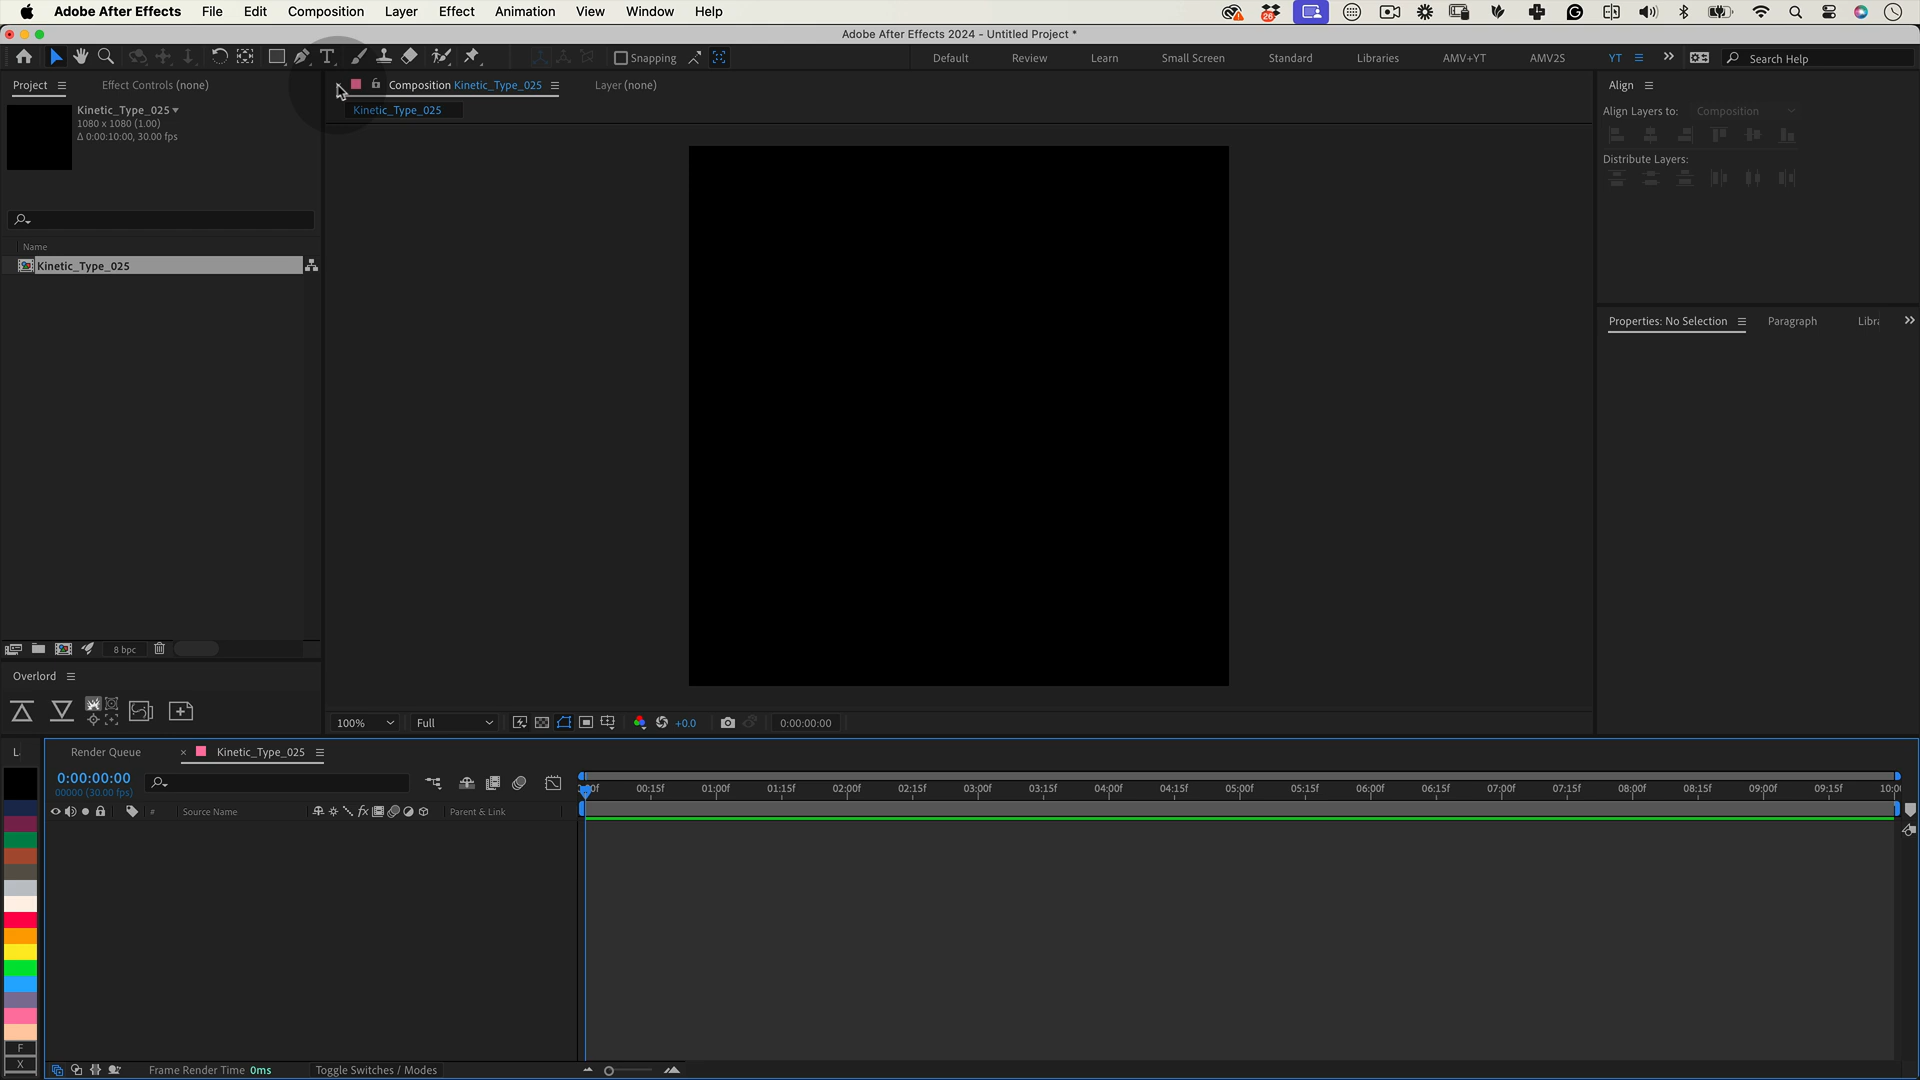 Adobe After Effects File Edit Composition Layer Effect Animation View Window Help
26
Adobe After Effects 2024 - Untitled Project *
Snapping
Default Review Learn Small Screen Standard Libraries AMV+YT AMV2S YT Search Help
Project Effect Controls (none)
Composition Kinetic_Type_025 Layer (none)
Align
Kinetic_Type_025
1080 x 1080 (1.00)
Δ 0:00:10:00, 30.00 fps
Kinetic_Type_025
Align Layers to: Composition
Distribute Layers:
Name
Kinetic_Type_025
Properties: No Selection Paragraph Libr
8 bpc
Overlord
100% Full +0.0 0:00:00:00
L
Render Queue × Kinetic_Type_025
0:00:00:00
00000 (30.00 fps)
00:15f 01:00f 01:15f 02:00f 02:15f 03:00f 03:15f 04:00f 04:15f 05:00f 05:15f 06:00f 06:15f 07:00f 07:15f 08:00f 08:15f 09:00f 09:15f 10:00
# Source Name fx Parent & Link
F
X
Frame Render Time 0ms Toggle Switches / Modes